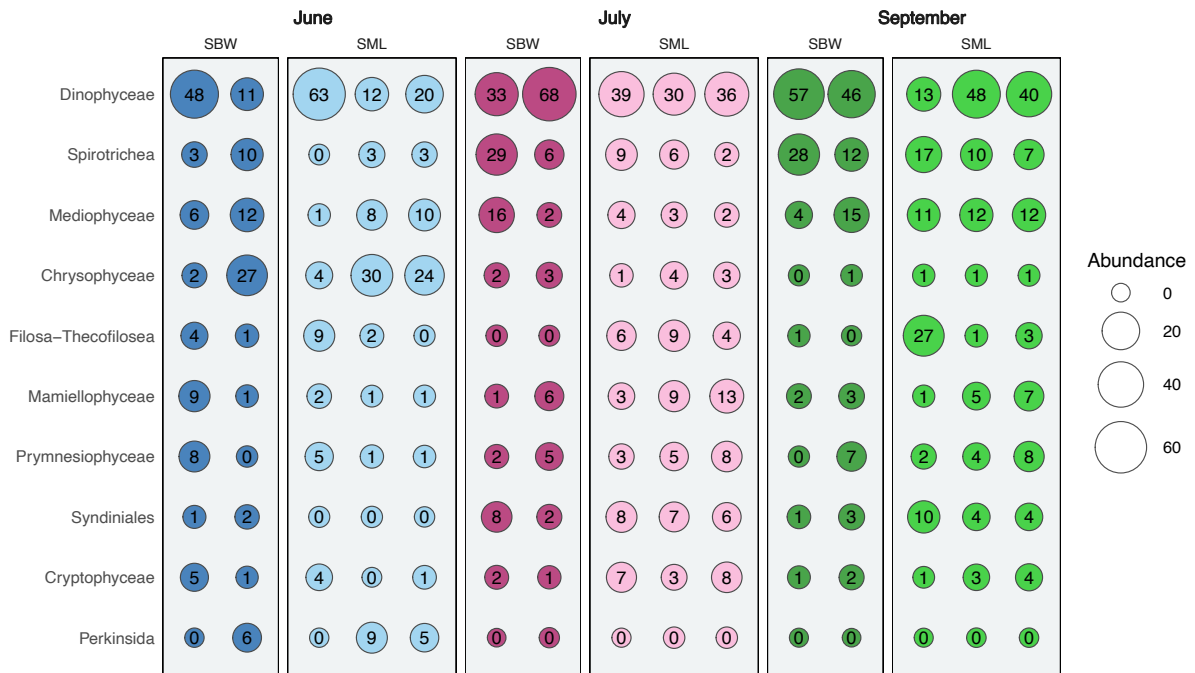 June July September
SBW SML SBW SML SBW SML
Dinophyceae 48 11 63 12 20 33 68 39 30 36 57 46 13 48 40
Spirotrichea 3 10 0 3 3 29 6 9 6 2 28 12 17 10 7
Mediophyceae 6 12 1 8 10 16 2 4 3 2 4 15 11 12 12
Chrysophyceae 2 27 4 30 24 2 3 1 4 3 0 1 1 1 1
Filosa−Thecofilosea 4 1 9 2 0 0 0 6 9 4 1 0 27 1 3
Mamiellophyceae 9 1 2 1 1 1 6 3 9 13 2 3 1 5 7
Prymnesiophyceae 8 0 5 1 1 2 5 3 5 8 0 7 2 4 8
Syndiniales 1 2 0 0 0 8 2 8 7 6 1 3 10 4 4
Cryptophyceae 5 1 4 0 1 2 1 7 3 8 1 2 1 3 4
Perkinsida 0 6 0 9 5 0 0 0 0 0 0 0 0 0 0
Abundance
0
20
40
60